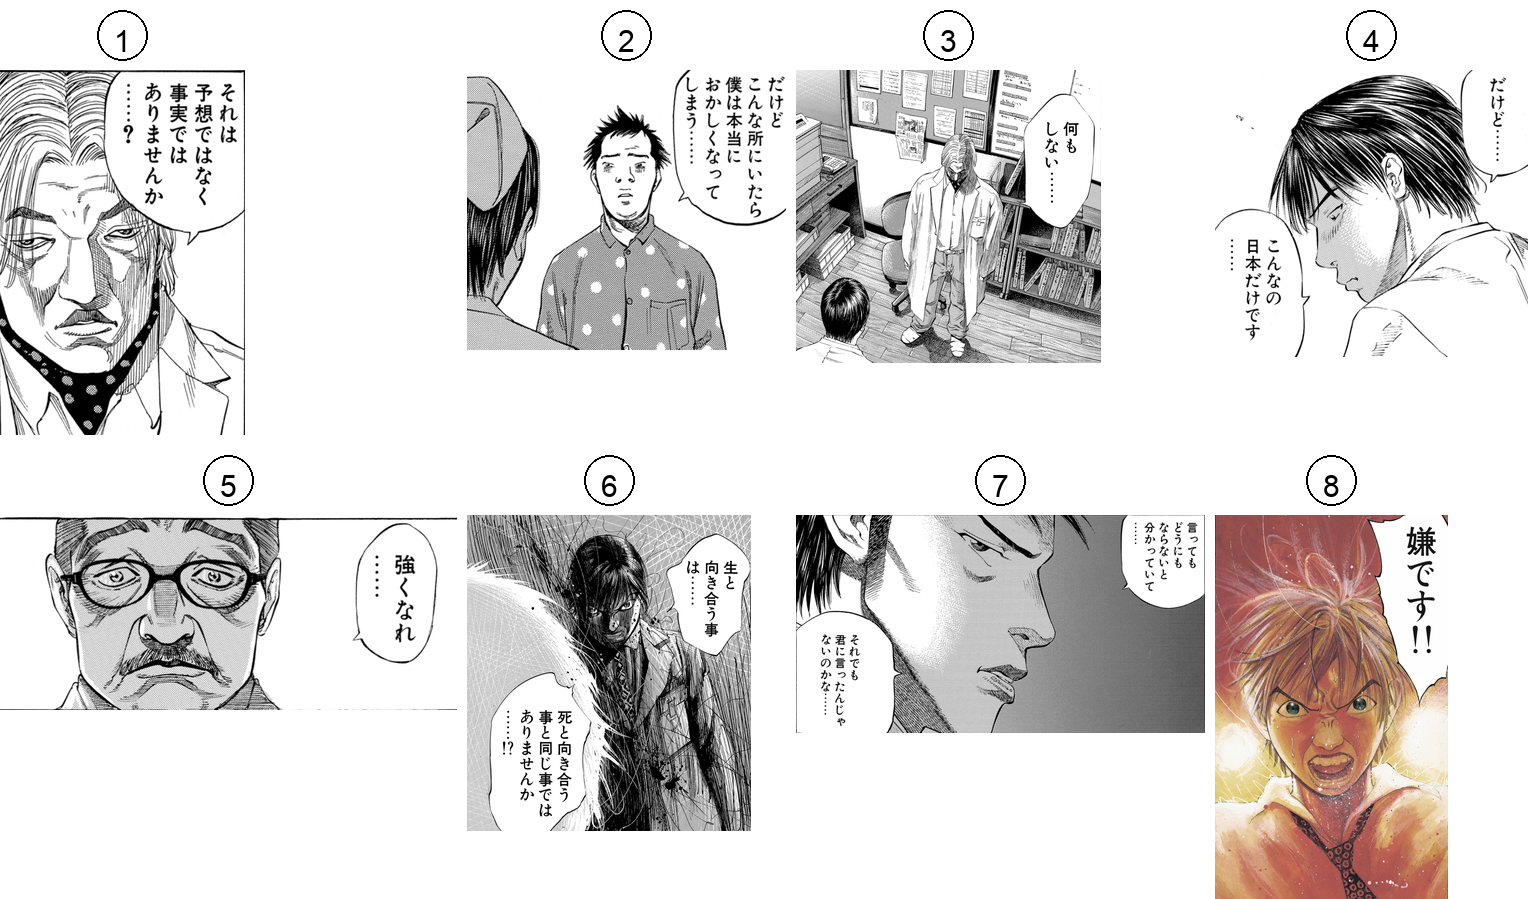 1
それは
予想ではなく
事実では
ありませんか
……?
2
だけど
こんな所にいたら
僕は本当に
おかしくなって
しまう……
3
何も
しない……
4
だけど……
こんなの
日本だけです
……
5
強くなれ
……
6
生と
向き合う事
は……
死と向き合う
事と同じ事では
ありませんか
……!?
7
言っても
どうにも
ならないと
分かっていて
……
それでも
君に言ったんじゃ
ないのかな……
8
嫌です!!